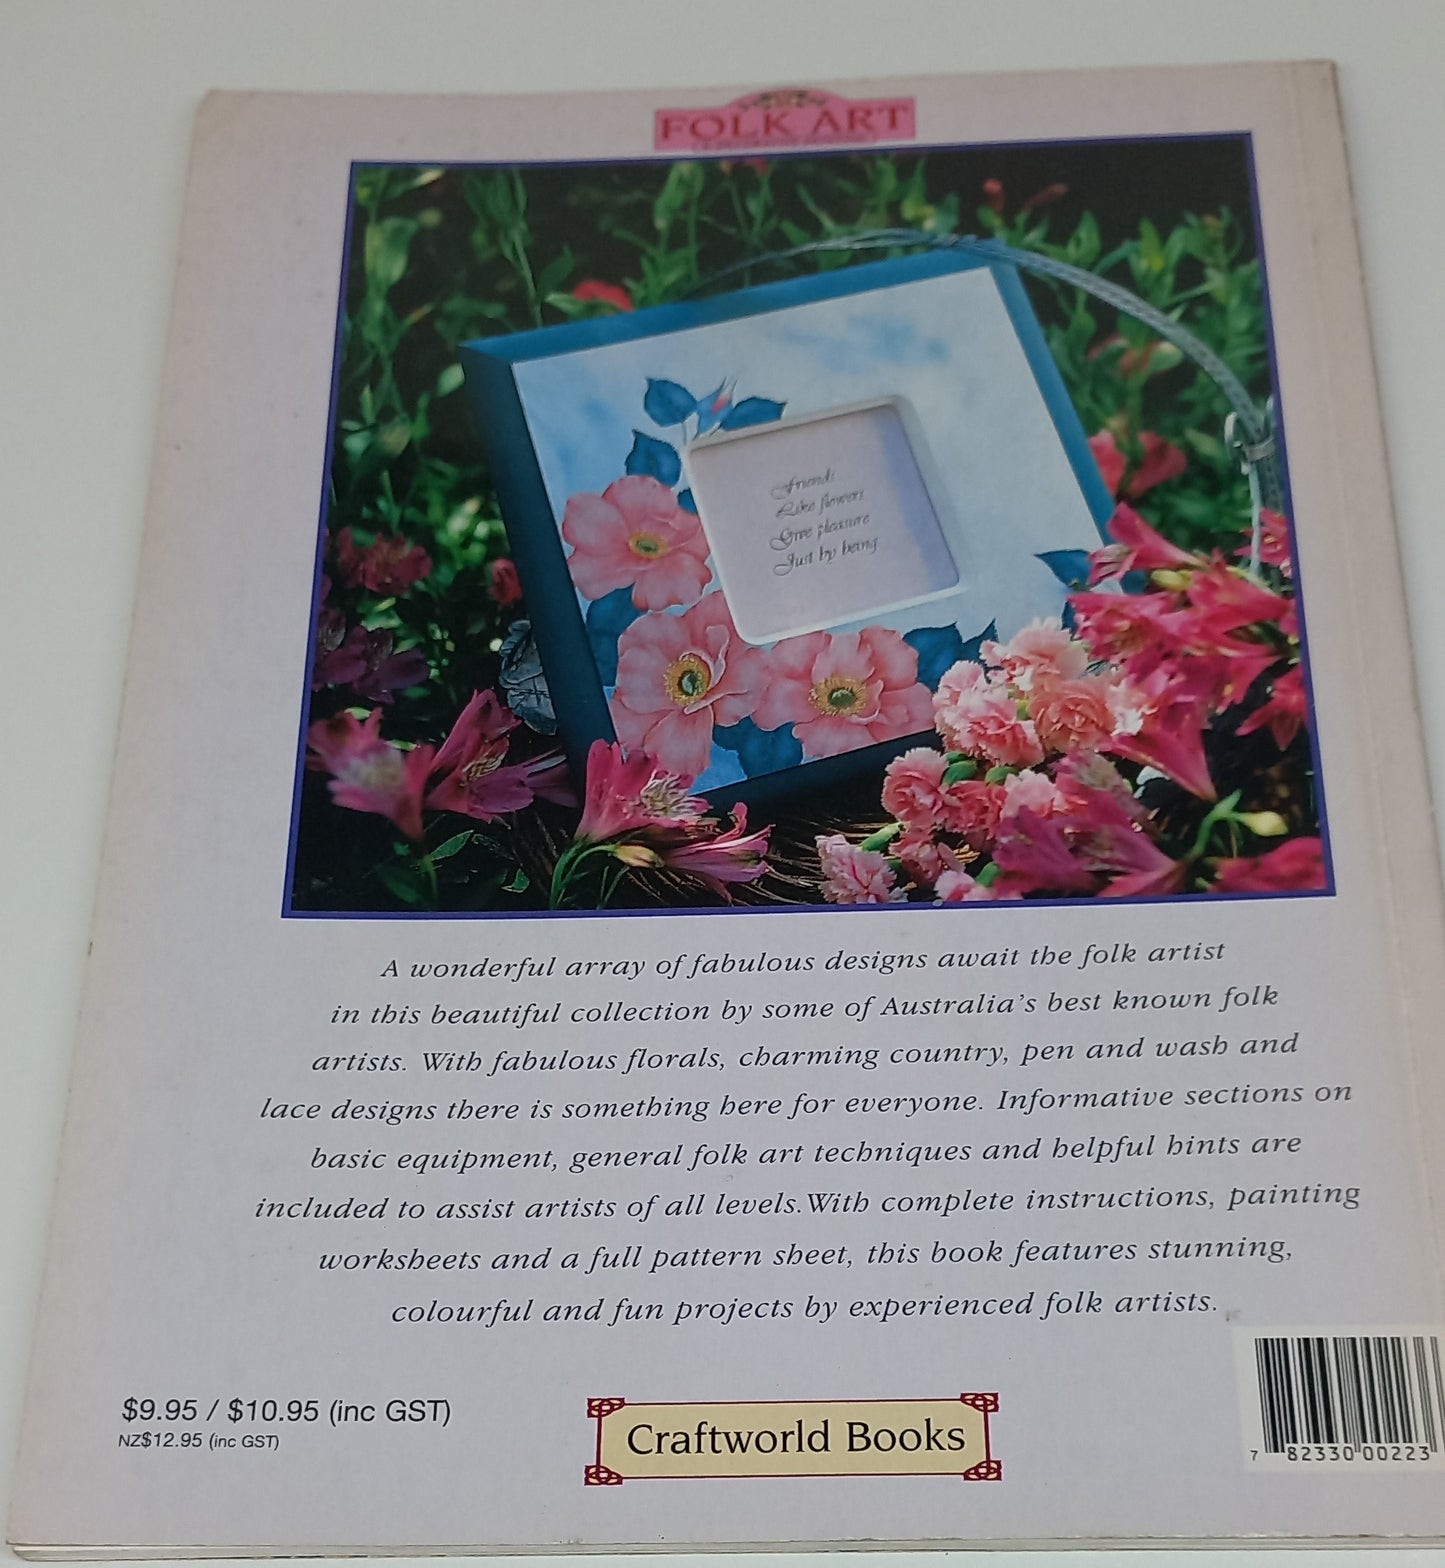 FOLK ART
Friends
Like flowers
Give pleasure
Just by being
A wonderful array of fabulous designs await the folk artist
in this beautiful collection by some of Australia's best known folk
artists. With fabulous florals, charming country, pen and wash and
lace designs there is something here for everyone. Informative sections on
basic equipment, general folk art techniques and helpful hints are
included to assist artists of all levels.With complete instructions, painting
worksheets and a full pattern sheet, this book features stunning,
colourful and fun projects by experienced folk artists.
$9.95 / $10.95 (inc GST)
NZ$12.95 (inc GST)
Craftworld Books
7 82330 00223